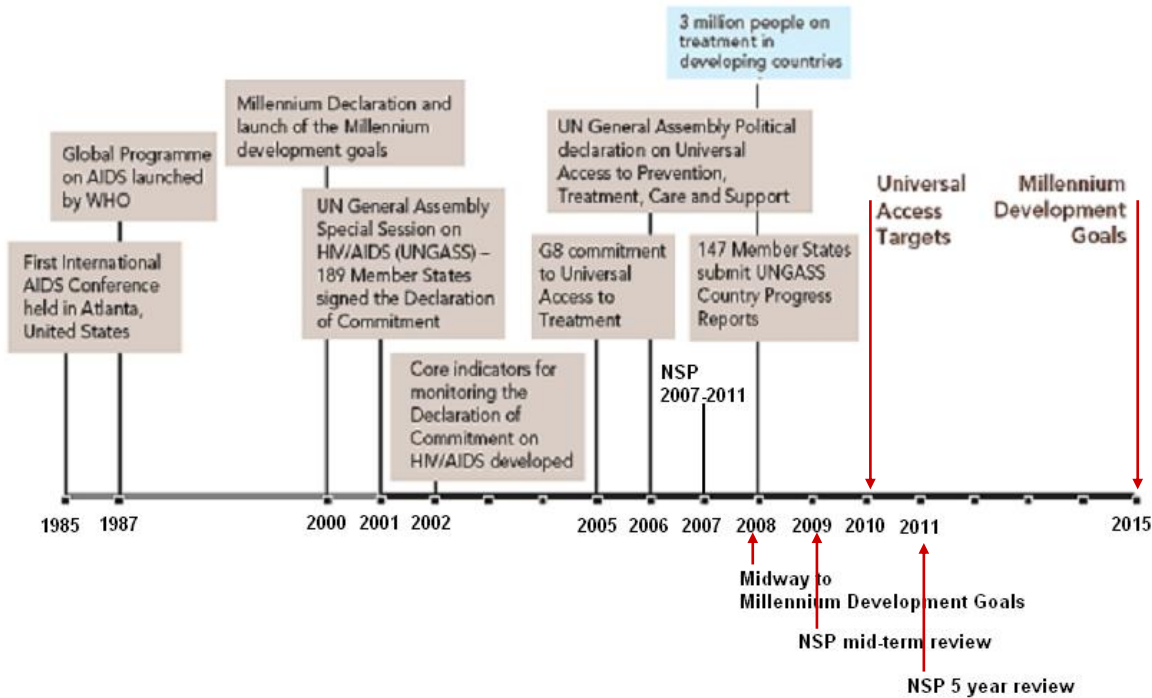 3 million people on
treatment in
developing countries
Millennium Declaration and
launch of the Millennium
development goals
UN General Assembly Political
declaration on Universal
Access to Prevention,
Treatment, Care and Support
Global Programme
on AIDS launched
by WHO
Universal
Access
Targets
Millennium
Development
Goals
UN General Assembly
Special Session on
HIV/AIDS (UNGASS) –
189 Member States
signed the Declaration
of Commitment
First International
AIDS Conference
held in Atlanta,
United States
G8 commitment
to Universal
Access to
Treatment
147 Member States
submit UNGASS
Country Progress
Reports
Core indicators for
monitoring the
Declaration of
Commitment on
HIV/AIDS developed
NSP
2007-2011
1985 1987 2000 2001 2002 2005 2006 2007 2008 2009 2010 2011 2015
Midway to
Millennium Development Goals
NSP mid-term review
NSP 5 year review